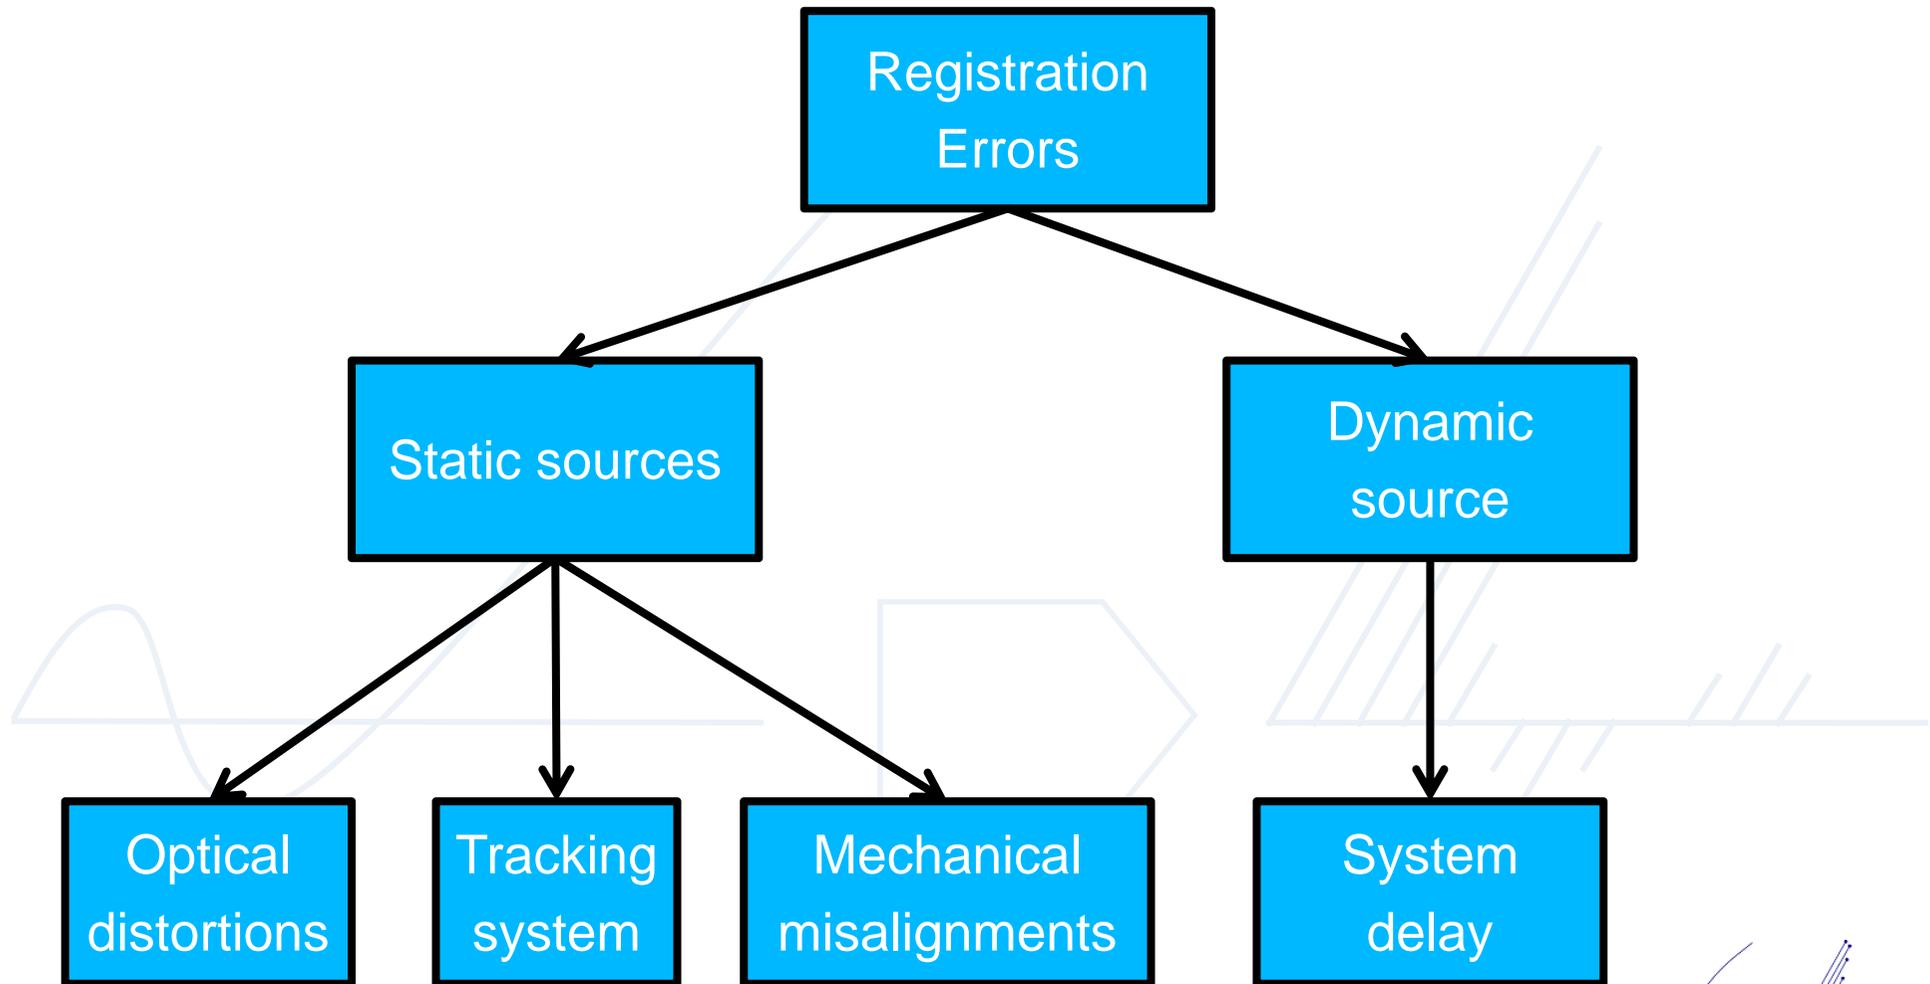 Registration
Errors
Static sources
Dynamic
source
Optical
distortions
Tracking
system
Mechanical
misalignments
System
delay